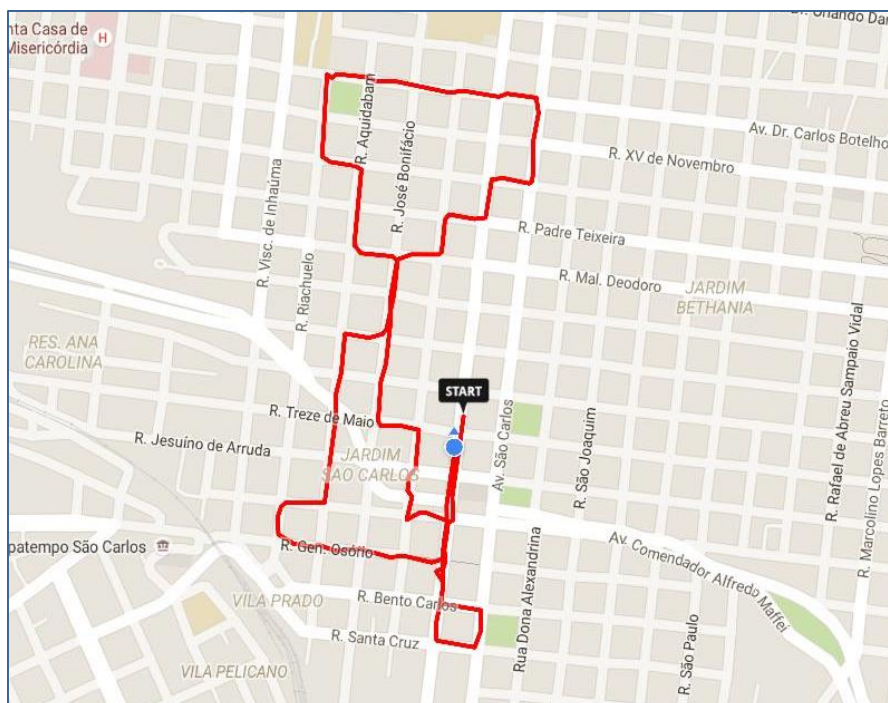 nta Casa de
Misericórdia
H
R. Aquidabam
R. José Bonifácio
Av. Dr. Carlos Botelho
R. XV de Novembro
R. Visc. de Inhaúma
R. Padre Teixeira
R. Mal. Deodoro
R. Riachuelo
JARDIM
BETHANIA
RES. ANA
CAROLINA
START
R. Treze de Maio
R. Jesuíno de Arruda
JARDIM
SÃO CARLOS
Av. São Carlos
R. São Joaquim
R. Rafael de Abreu Sampaio Vidal
R. Marcolino Lopes Barreto
patempo São Carlos
R. Gen. Osório
Av. Comendador Alfredo Maffei
VILA PRADO
R. Bento Carlos
R. Santa Cruz
Rua Dona Alexandrina
R. São Paulo
VILA PELICANO